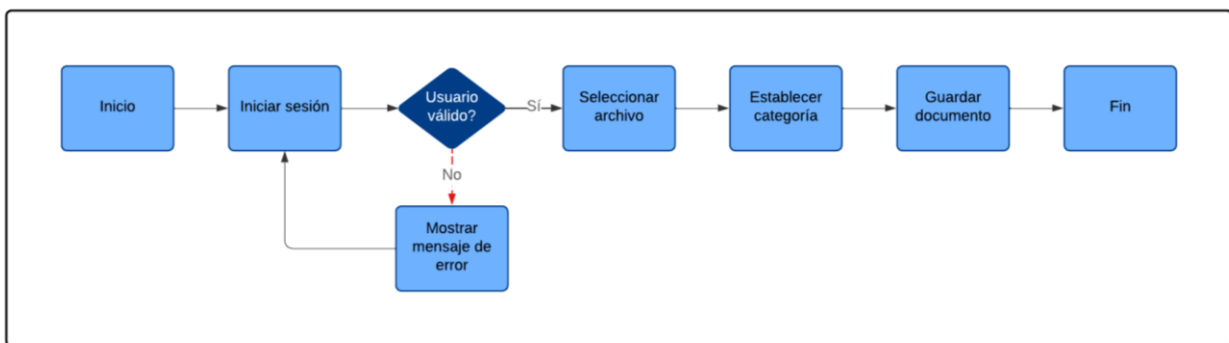 Inicio
Iniciar sesión
Usuario
válido?
Sí
Seleccionar
archivo
Establecer
categoría
Guardar
documento
Fin
No
Mostrar
mensaje de
error